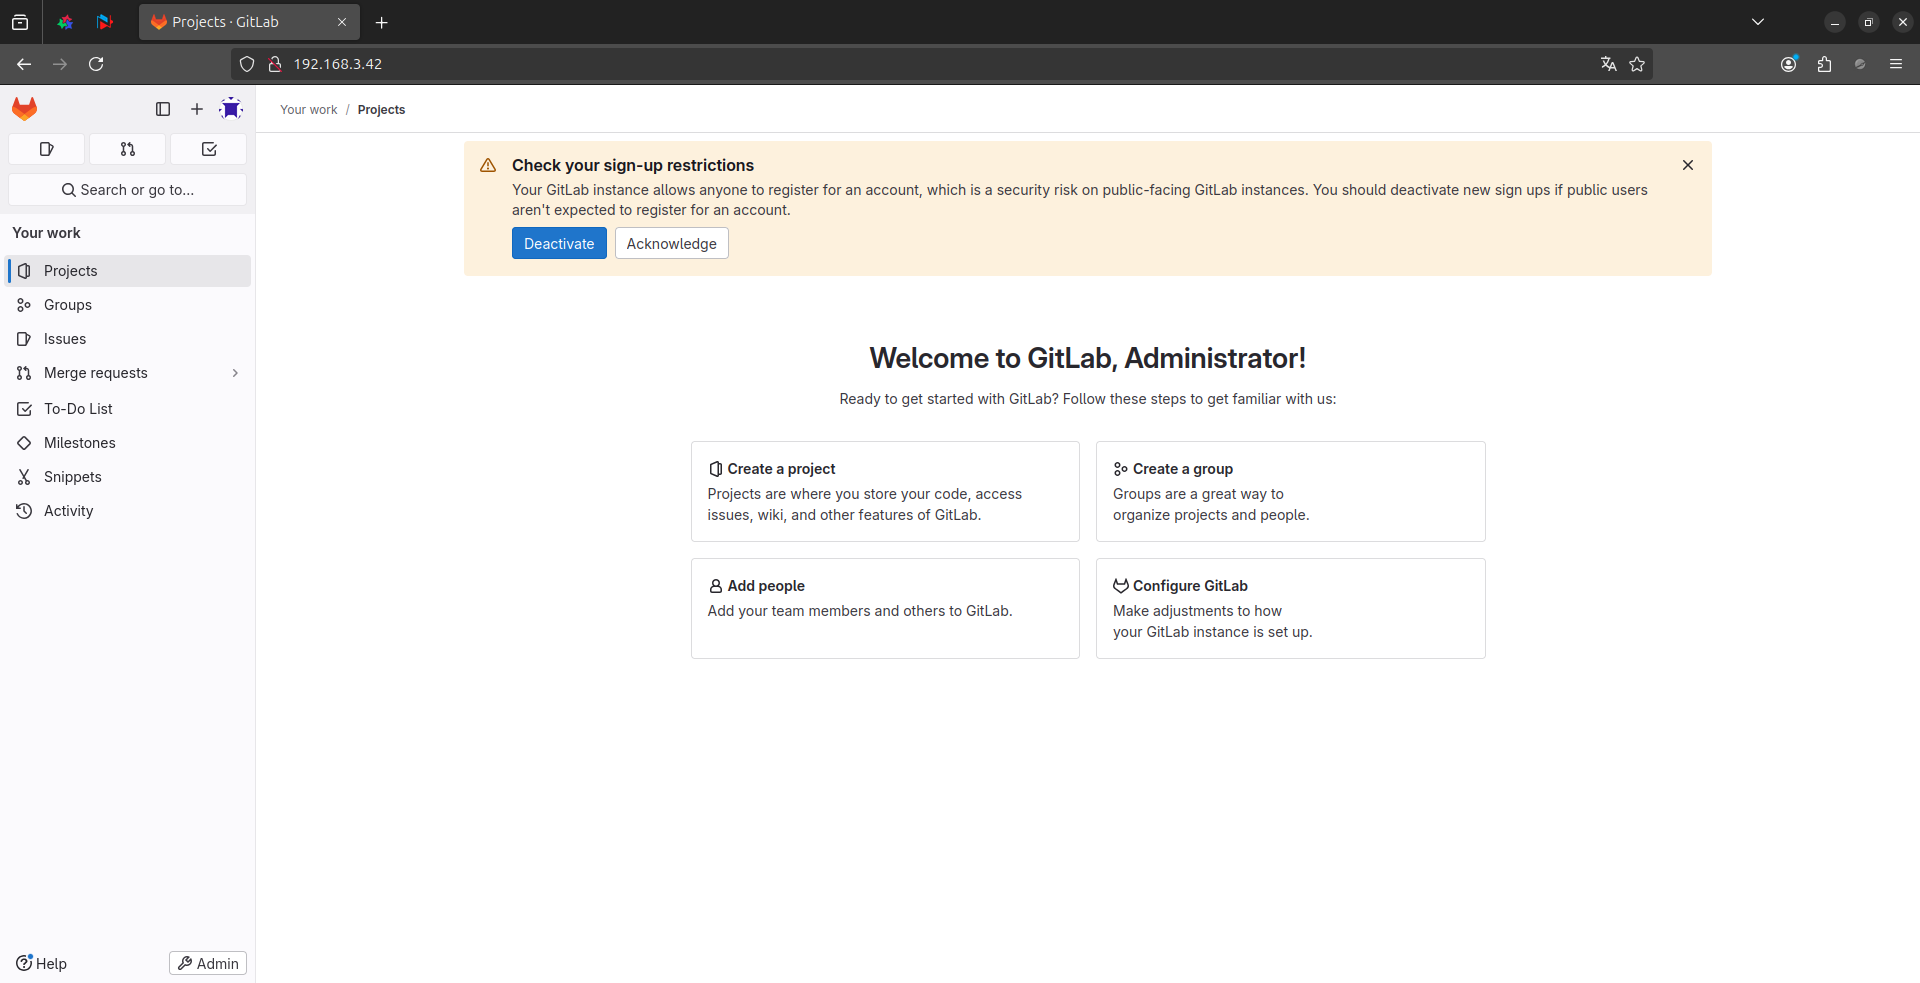 Projects · GitLab
192.168.3.42
Your work / Projects
Search or go to...
Your work
Projects
Groups
Issues
Merge requests
To-Do List
Milestones
Snippets
Activity
Help
Admin
Check your sign-up restrictions
Your GitLab instance allows anyone to register for an account, which is a security risk on public-facing GitLab instances. You should deactivate new sign ups if public users
aren't expected to register for an account.
Deactivate
Acknowledge
Welcome to GitLab, Administrator!
Ready to get started with GitLab? Follow these steps to get familiar with us:
Create a project
Projects are where you store your code, access
issues, wiki, and other features of GitLab.
Create a group
Groups are a great way to
organize projects and people.
Add people
Add your team members and others to GitLab.
Configure GitLab
Make adjustments to how
your GitLab instance is set up.